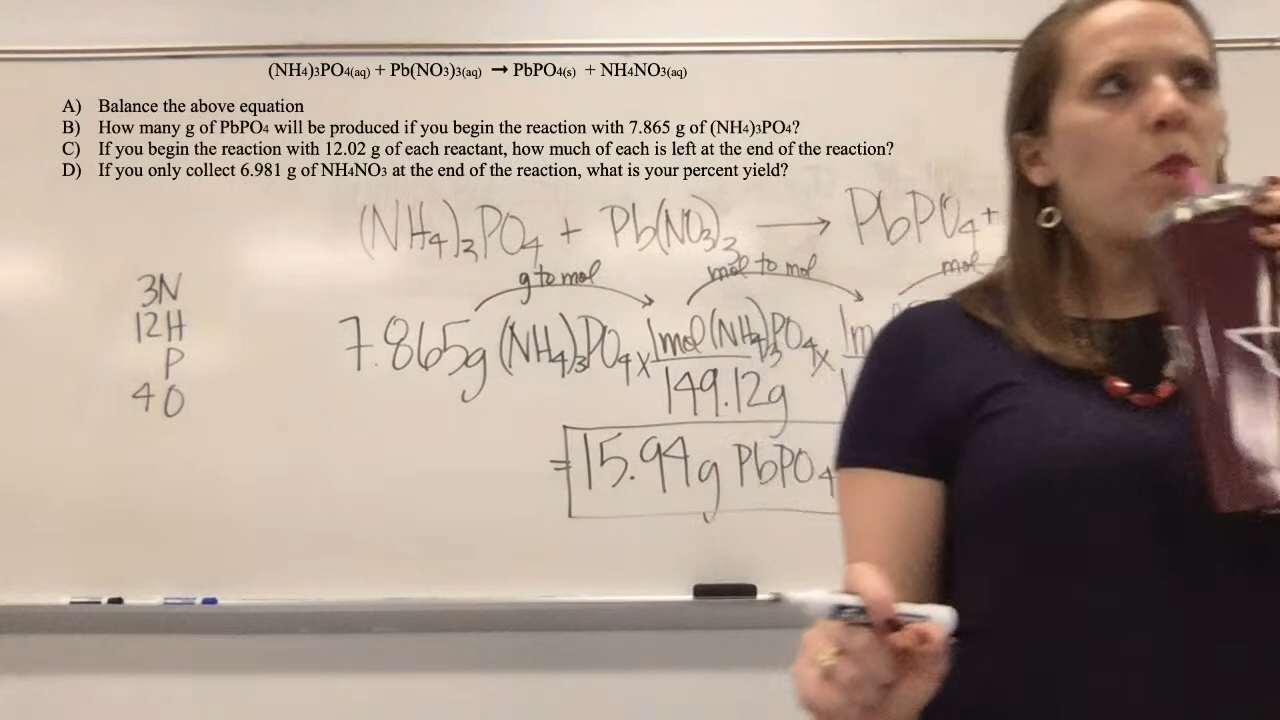 (NH4)3PO4(aq) + Pb(NO3)3(aq) → PbPO4(s) + NH4NO3(aq)
A) Balance the above equation
B) How many g of PbPO4 will be produced if you begin the reaction with 7.865 g of (NH4)3PO4?
C) If you begin the reaction with 12.02 g of each reactant, how much of each is left at the end of the reaction?
D) If you only collect 6.981 g of NH4NO3 at the end of the reaction, what is your percent yield?
(NH4)3PO4 + Pb(NO3)3 → PbPO4 +
g to mol mol to mol mol
3N
12H
P
4O
7.865g (NH4)3PO4 x 1mol (NH4)3PO4 x 1m
149.12g 1
= 15.94g PbPO4